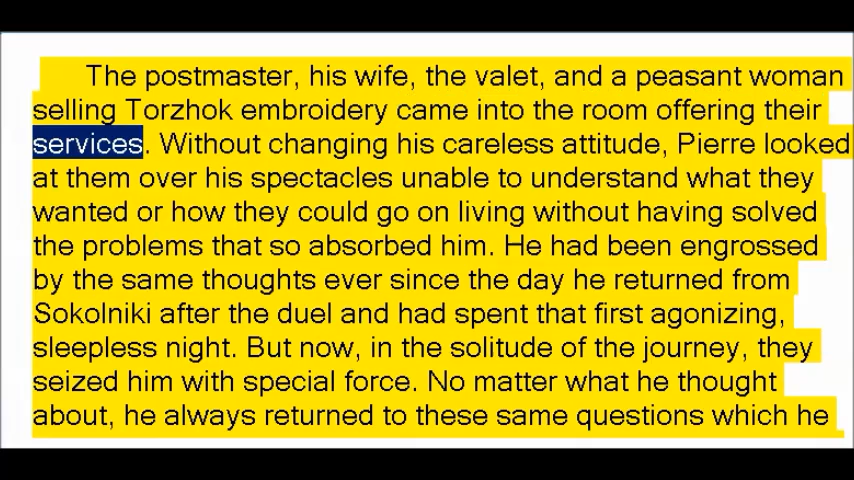 The postmaster, his wife, the valet, and a peasant woman
selling Torzhok embroidery came into the room offering their
services. Without changing his careless attitude, Pierre looked
at them over his spectacles unable to understand what they
wanted or how they could go on living without having solved
the problems that so absorbed him. He had been engrossed
by the same thoughts ever since the day he returned from
Sokolniki after the duel and had spent that first agonizing,
sleepless night. But now, in the solitude of the journey, they
seized him with special force. No matter what he thought
about, he always returned to these same questions which he